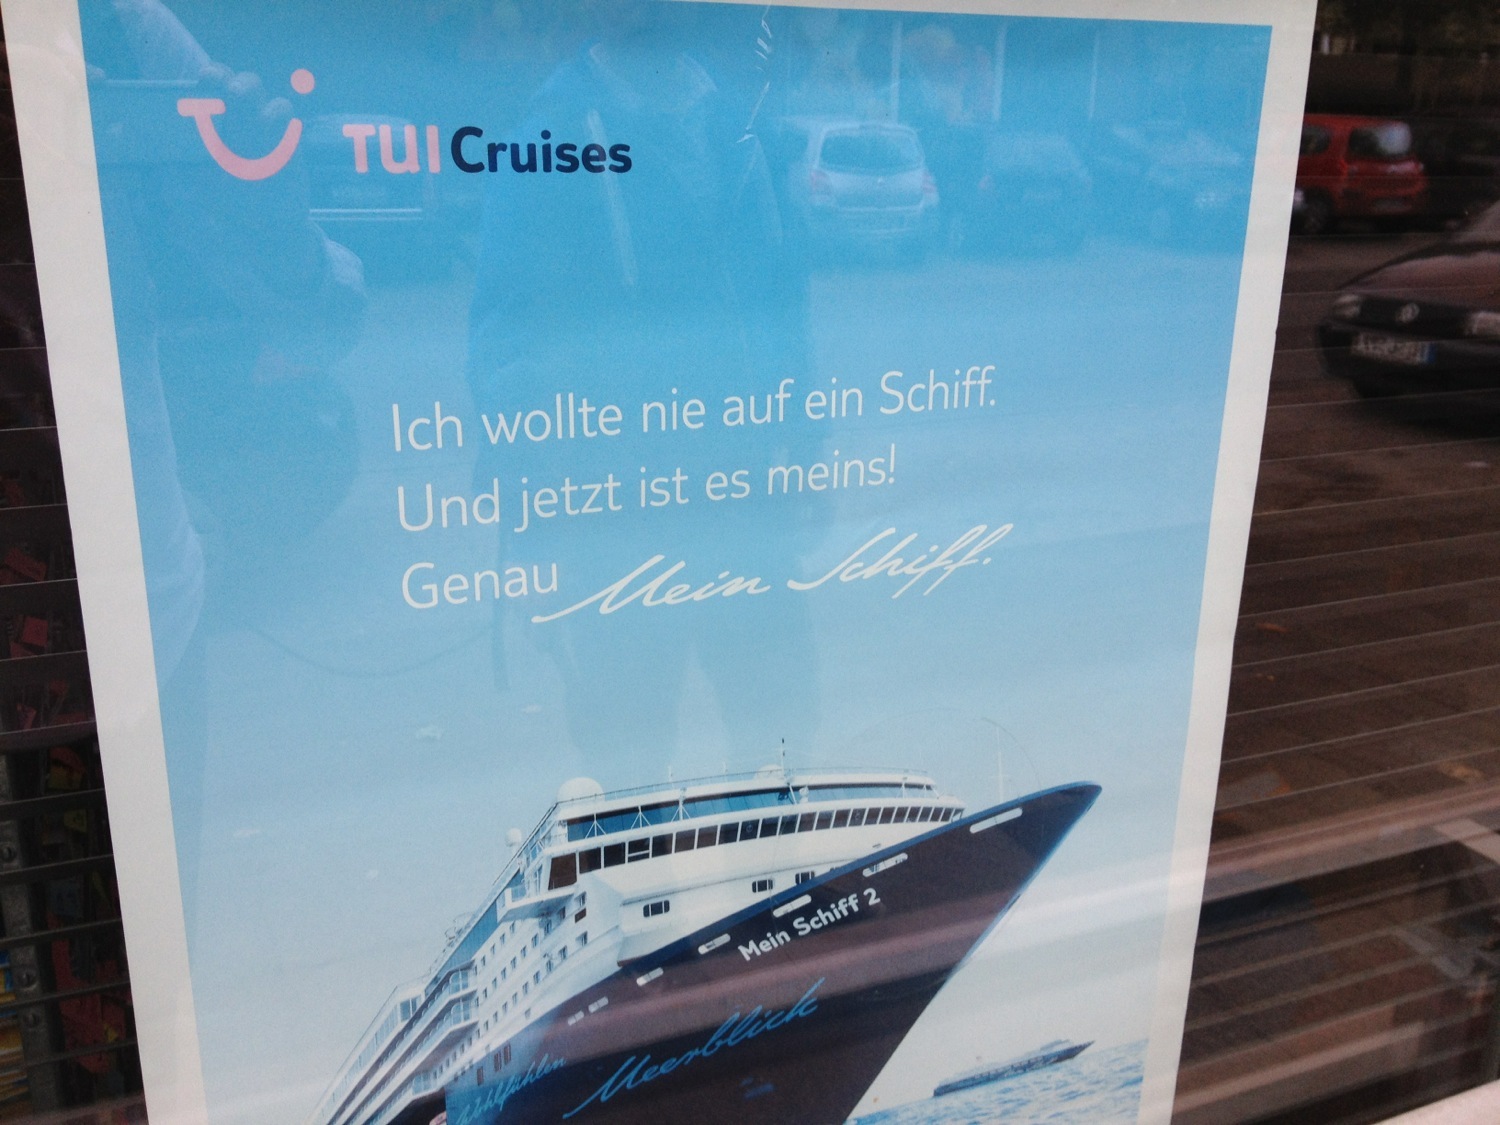 TUI Cruises
Ich wollte nie auf ein Schiff.
Und jetzt ist es meins!
Genau Mein Schiff.
Mein Schiff 2
Meerblick
Wohlfühlen